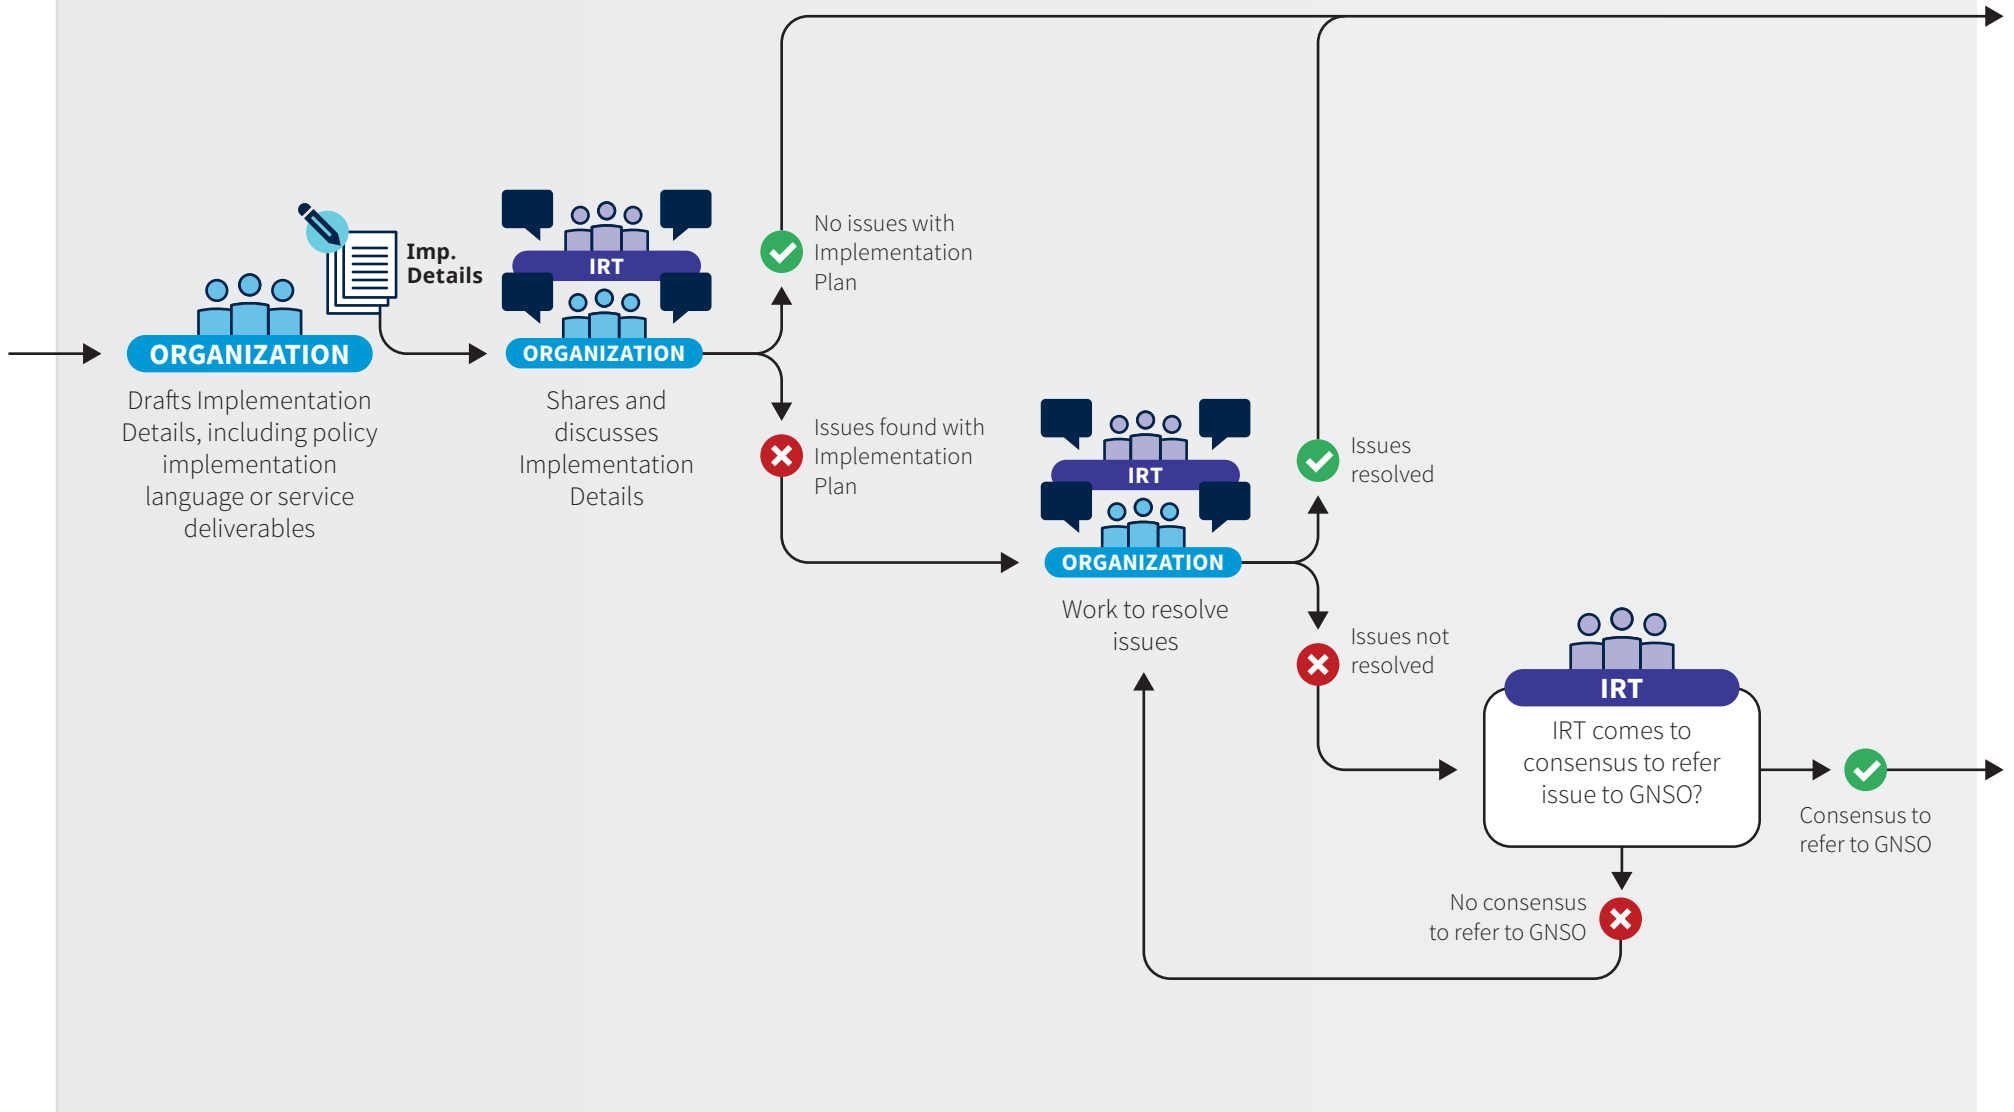 Imp.
Details
ORGANIZATION
Drafts Implementation
Details, including policy
implementation
language or service
deliverables
IRT
ORGANIZATION
Shares and
discusses
Implementation
Details
No issues with
Implementation
Plan
Issues found with
Implementation
Plan
IRT
ORGANIZATION
Work to resolve
issues
Issues
resolved
Issues not
resolved
IRT
IRT comes to
consensus to refer
issue to GNSO?
Consensus to
refer to GNSO
No consensus
to refer to GNSO